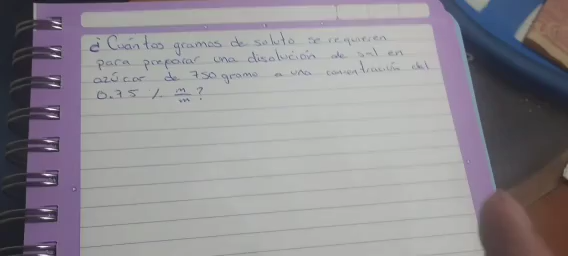 ¿Cuántos gramos de soluto se requieren
para preparar una disolución de sal en
azúcar de 750 gramo a una concentración del
0.75 / m/m?